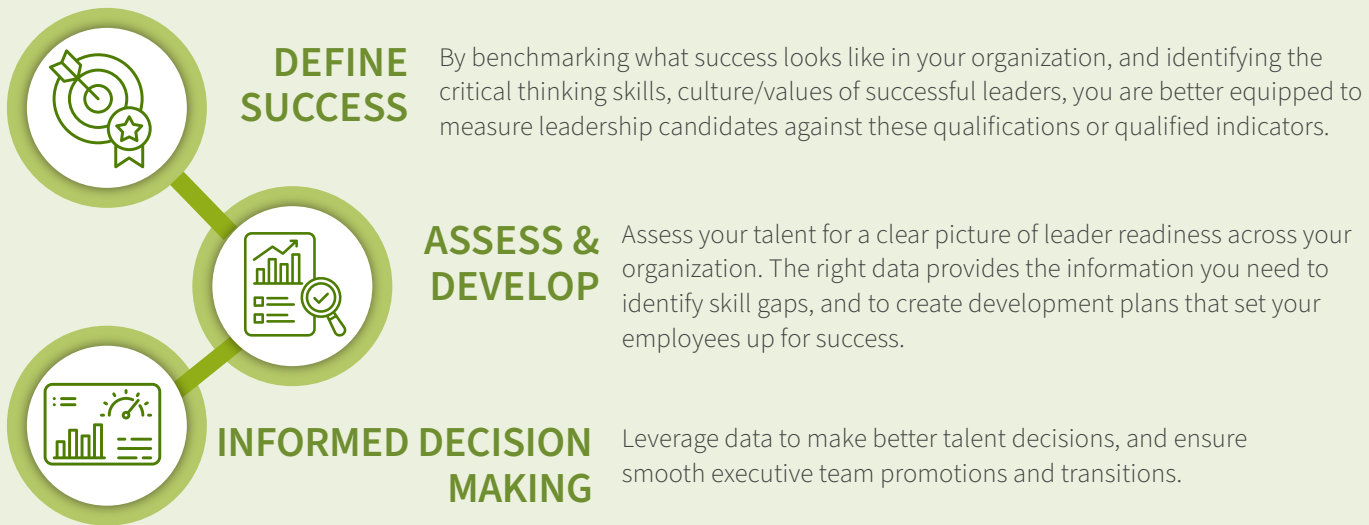 DEFINE
SUCCESS
By benchmarking what success looks like in your organization, and identifying the
critical thinking skills, culture/values of successful leaders, you are better equipped to
measure leadership candidates against these qualifications or qualified indicators.
ASSESS &
DEVELOP
Assess your talent for a clear picture of leader readiness across your
organization. The right data provides the information you need to
identify skill gaps, and to create development plans that set your
employees up for success.
INFORMED DECISION
MAKING
Leverage data to make better talent decisions, and ensure
smooth executive team promotions and transitions.